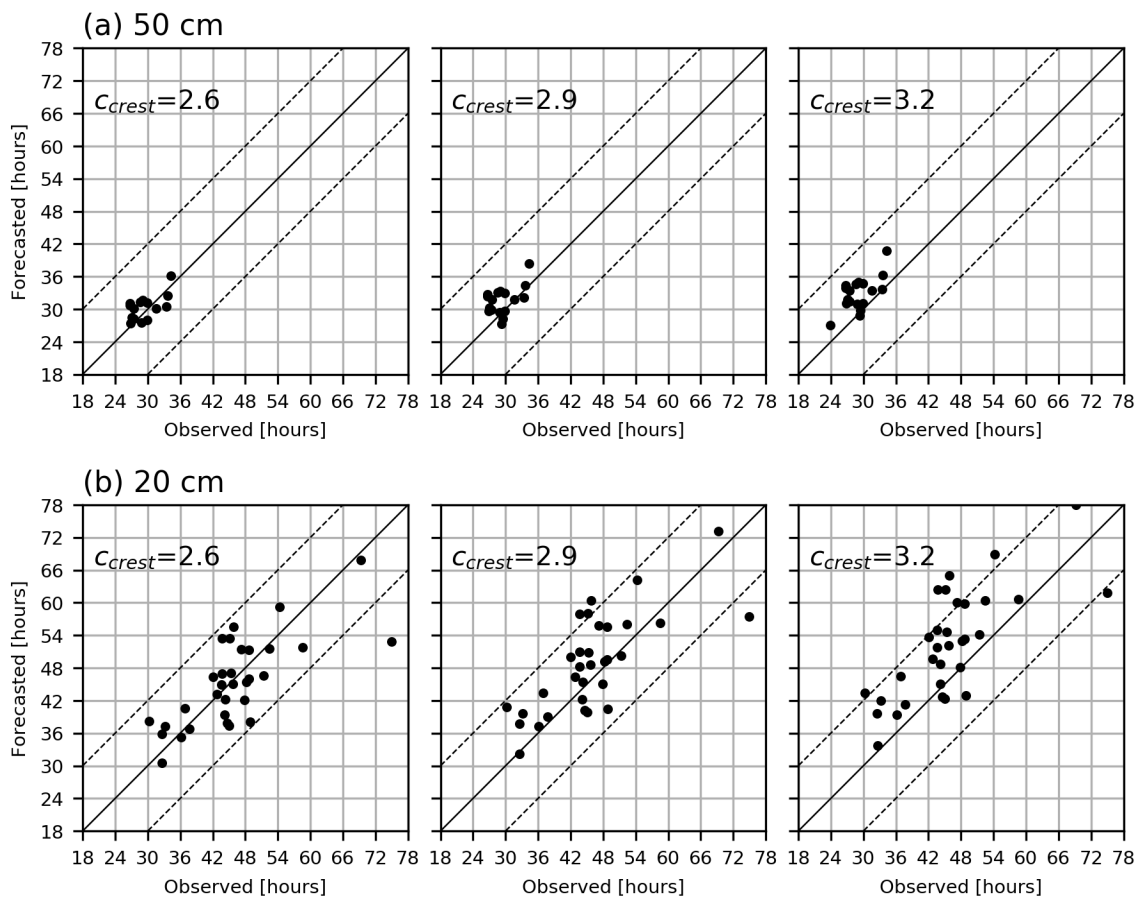 (a) 50 cm
78
72
66
60
54
48
42
36
30
24
18
Forecasted [hours]
c_crest=2.6
c_crest=2.9
c_crest=3.2
18 24 30 36 42 48 54 60 66 72 78
18 24 30 36 42 48 54 60 66 72 78
18 24 30 36 42 48 54 60 66 72 78
Observed [hours]
Observed [hours]
Observed [hours]
(b) 20 cm
78
72
66
60
54
48
42
36
30
24
18
Forecasted [hours]
c_crest=2.6
c_crest=2.9
c_crest=3.2
18 24 30 36 42 48 54 60 66 72 78
18 24 30 36 42 48 54 60 66 72 78
18 24 30 36 42 48 54 60 66 72 78
Observed [hours]
Observed [hours]
Observed [hours]